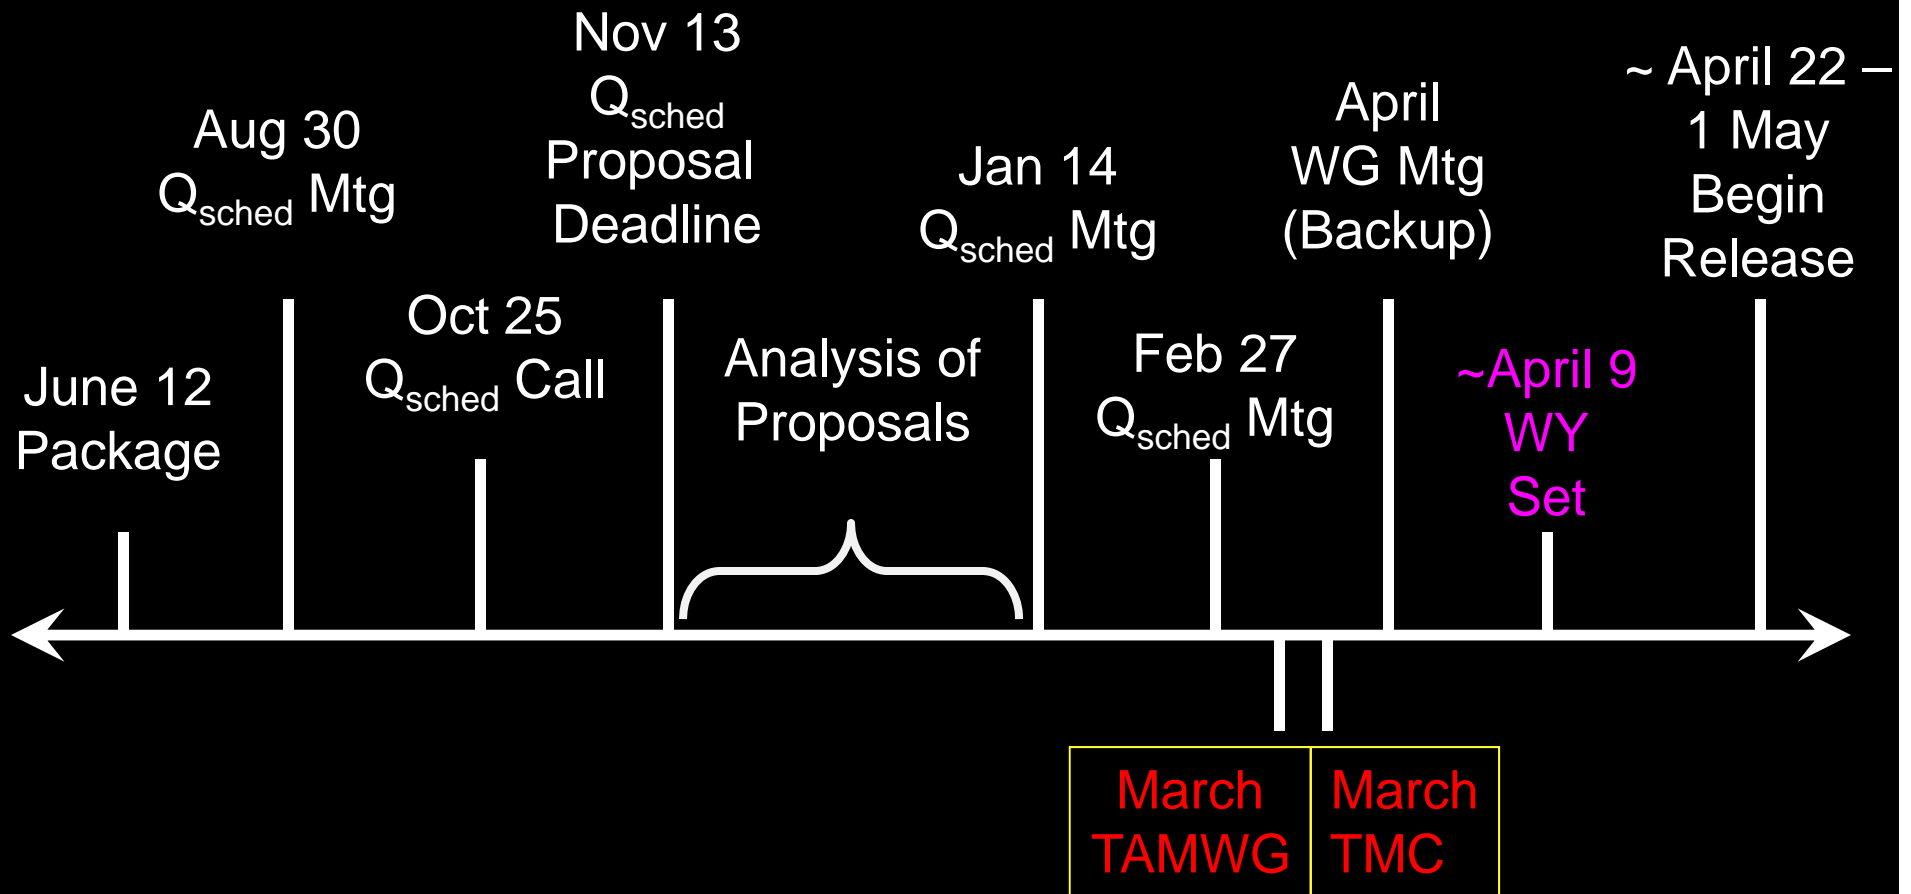 June 12
Package
Aug 30
Qsched Mtg
Oct 25
Qsched Call
Nov 13
Qsched
Proposal
Deadline
Analysis of
Proposals
Jan 14
Qsched Mtg
Feb 27
Qsched Mtg
March
TAMWG
March
TMC
April
WG Mtg
(Backup)
~April 9
WY
Set
~ April 22 –
1 May
Begin
Release